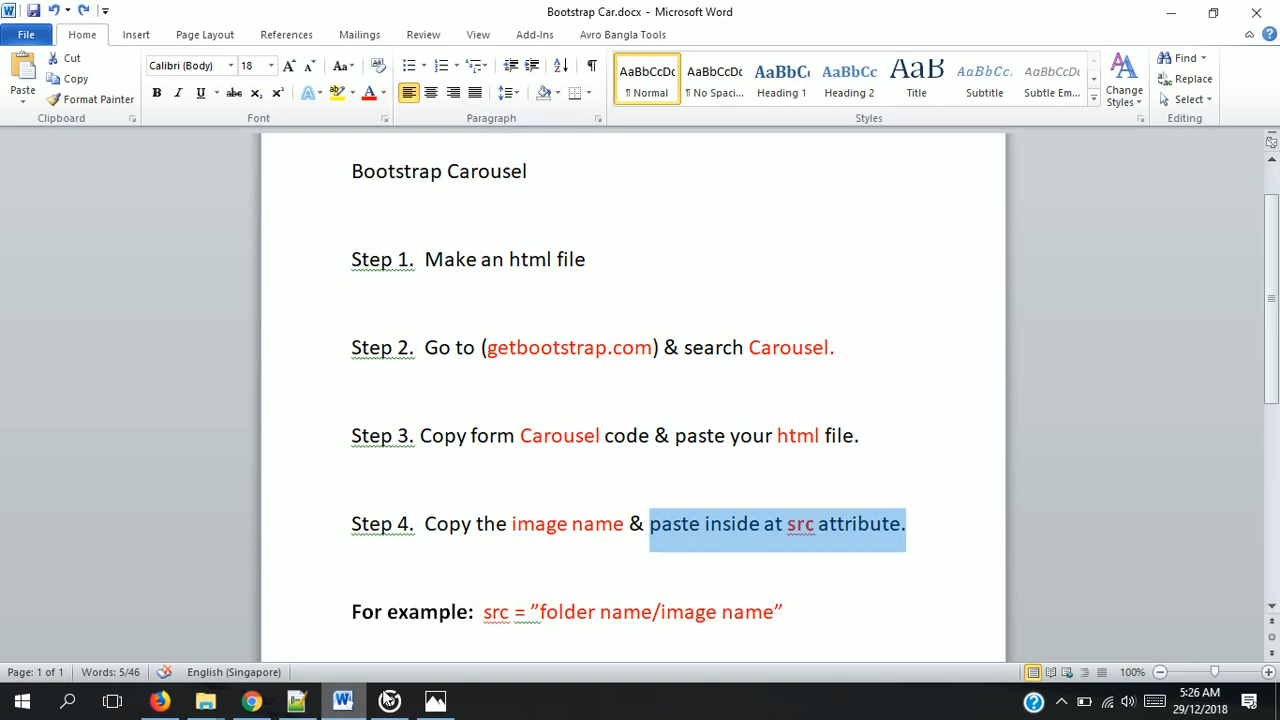 Bootstrap Car.docx - Microsoft Word
File Home Insert Page Layout References Mailings Review View Add-Ins Avro Bangla Tools
Paste
Cut
Copy
Format Painter
Clipboard
Calibri (Body) 18
Font
Paragraph
AaBbCcDc AaBbCcDc AaBbC AaBbCc AaB AaBbCcL AaBbCcDc
¶ Normal ¶ No Spaci... Heading 1 Heading 2 Title Subtitle Subtle Em...
Change Styles
Styles
Find
Replace
Select
Editing
Bootstrap Carousel
Step 1. Make an html file
Step 2. Go to (getbootstrap.com) & search Carousel.
Step 3. Copy form Carousel code & paste your html file.
Step 4. Copy the image name & paste inside at src attribute.
For example: src = ”folder name/image name”
Page: 1 of 1 Words: 5/46 English (Singapore) 100%
5:26 AM
29/12/2018